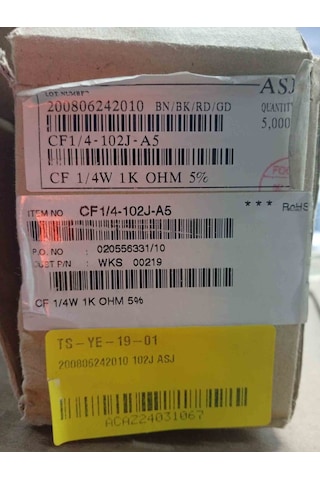 LOT NUMBER
ASJ
200806242010 BN/BK/RD/GD
QUANTITY
5,000
CF1/4-102J-A5
CF 1/4W 1K OHM 5%
ITEM NO CF1/4-102J-A5
*** RoHS
P.O. NO : 020556331/10
CUST P/N : WKS 00219
CF 1/4W 1K OHM 5%
TS-YE-19-01
200806242010 102J ASJ
ACAZ24031067